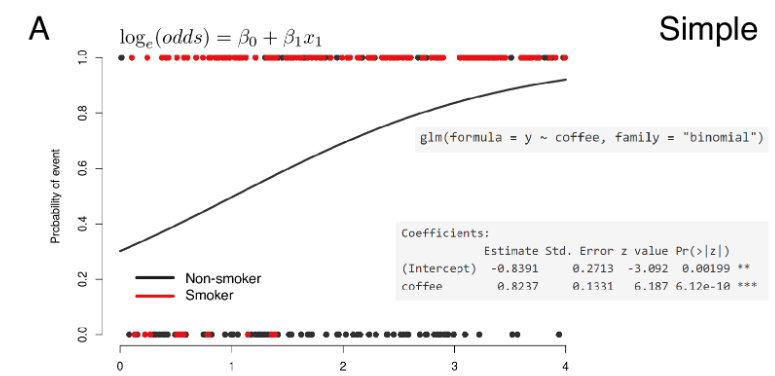 A
Simple
logₑ(odds) = β₀ + β₁x₁
1.0
0.8
0.6
0.4
0.2
0.0
Probability of event
glm(formula = y ~ coffee, family = "binomial")
Coefficients:
Estimate Std. Error z value Pr(>|z|)
(Intercept) -0.8391 0.2713 -3.092 0.00199 **
coffee 0.8237 0.1331 6.187 6.12e-10 ***
Non-smoker
Smoker
0 1 2 3 4